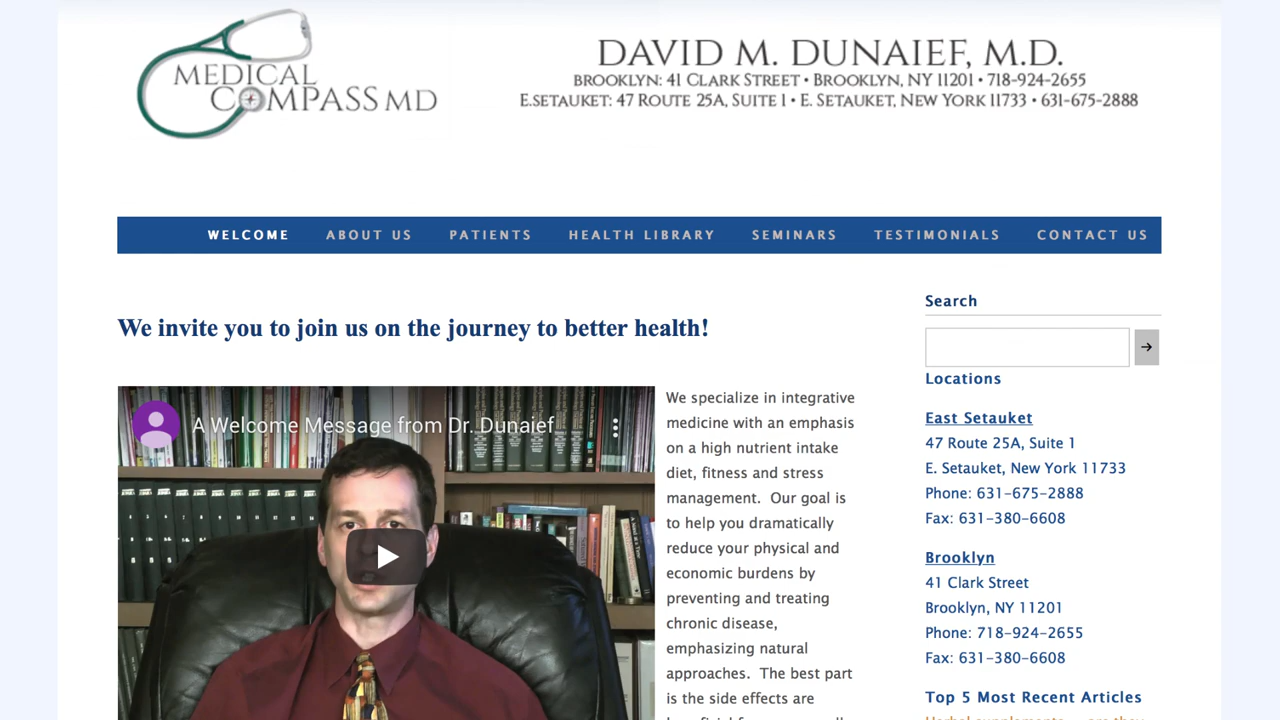 MEDICAL
COMPASS MD
DAVID M. DUNAIEF, M.D.
BROOKLYN: 41 CLARK STREET • BROOKLYN, NY 11201 • 718-924-2655
E.SETAUKET: 47 ROUTE 25A, SUITE 1 • E. SETAUKET, NEW YORK 11733 • 631-675-2888
WELCOME ABOUT US PATIENTS HEALTH LIBRARY SEMINARS TESTIMONIALS CONTACT US
We invite you to join us on the journey to better health!
A Welcome Message from Dr. Dunaief
We specialize in integrative
medicine with an emphasis
on a high nutrient intake
diet, fitness and stress
management.  Our goal is
to help you dramatically
reduce your physical and
economic burdens by
preventing and treating
chronic disease,
emphasizing natural
approaches.  The best part
is the side effects are
Search
Locations
East Setauket
47 Route 25A, Suite 1
E. Setauket, New York 11733
Phone: 631-675-2888
Fax: 631-380-6608
Brooklyn
41 Clark Street
Brooklyn, NY 11201
Phone: 718-924-2655
Fax: 631-380-6608
Top 5 Most Recent Articles